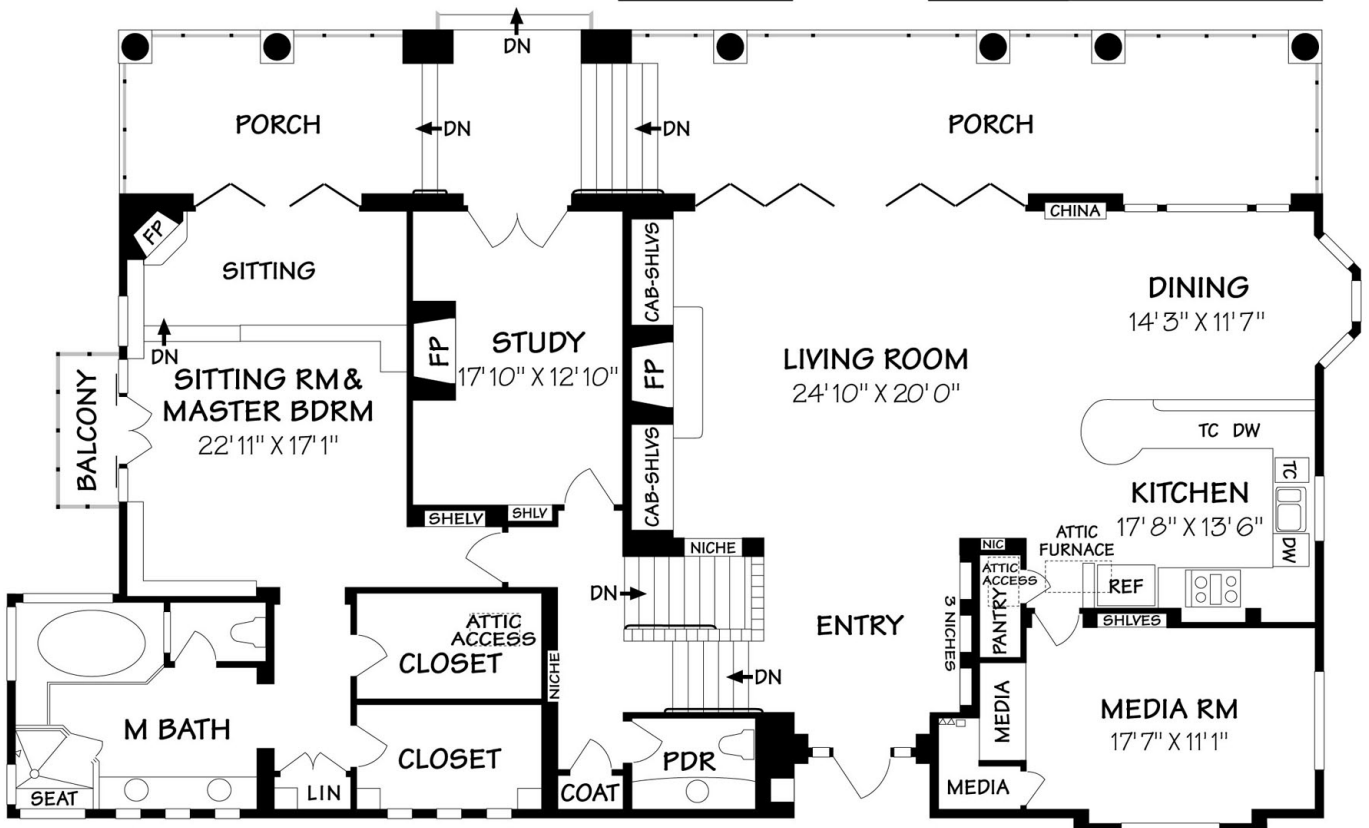 DN
PORCH
DN
DN
PORCH
FP
SITTING
DN
CHINA
CAB-SHLVS
DINING
14'3" X 11'7"
BALCONY
SITTING RM &
MASTER BDRM
22'11" X 17'1"
FP
STUDY
17'10" X 12'10"
FP
LIVING ROOM
24'10" X 20'0"
TC DW
CAB-SHLVS
TC
KITCHEN
17'8" X 13'6"
DW
SHELV
SHLV
NICHE
NIC
ATTIC
FURNACE
ATTIC
ACCESS
REF
DN
PANTRY
3 NICHES
SHLVES
ENTRY
ATTIC
ACCESS
CLOSET
NICHE
DN
M BATH
CLOSET
PDR
MEDIA
MEDIA RM
17'7" X 11'1"
SEAT
LIN
COAT
MEDIA